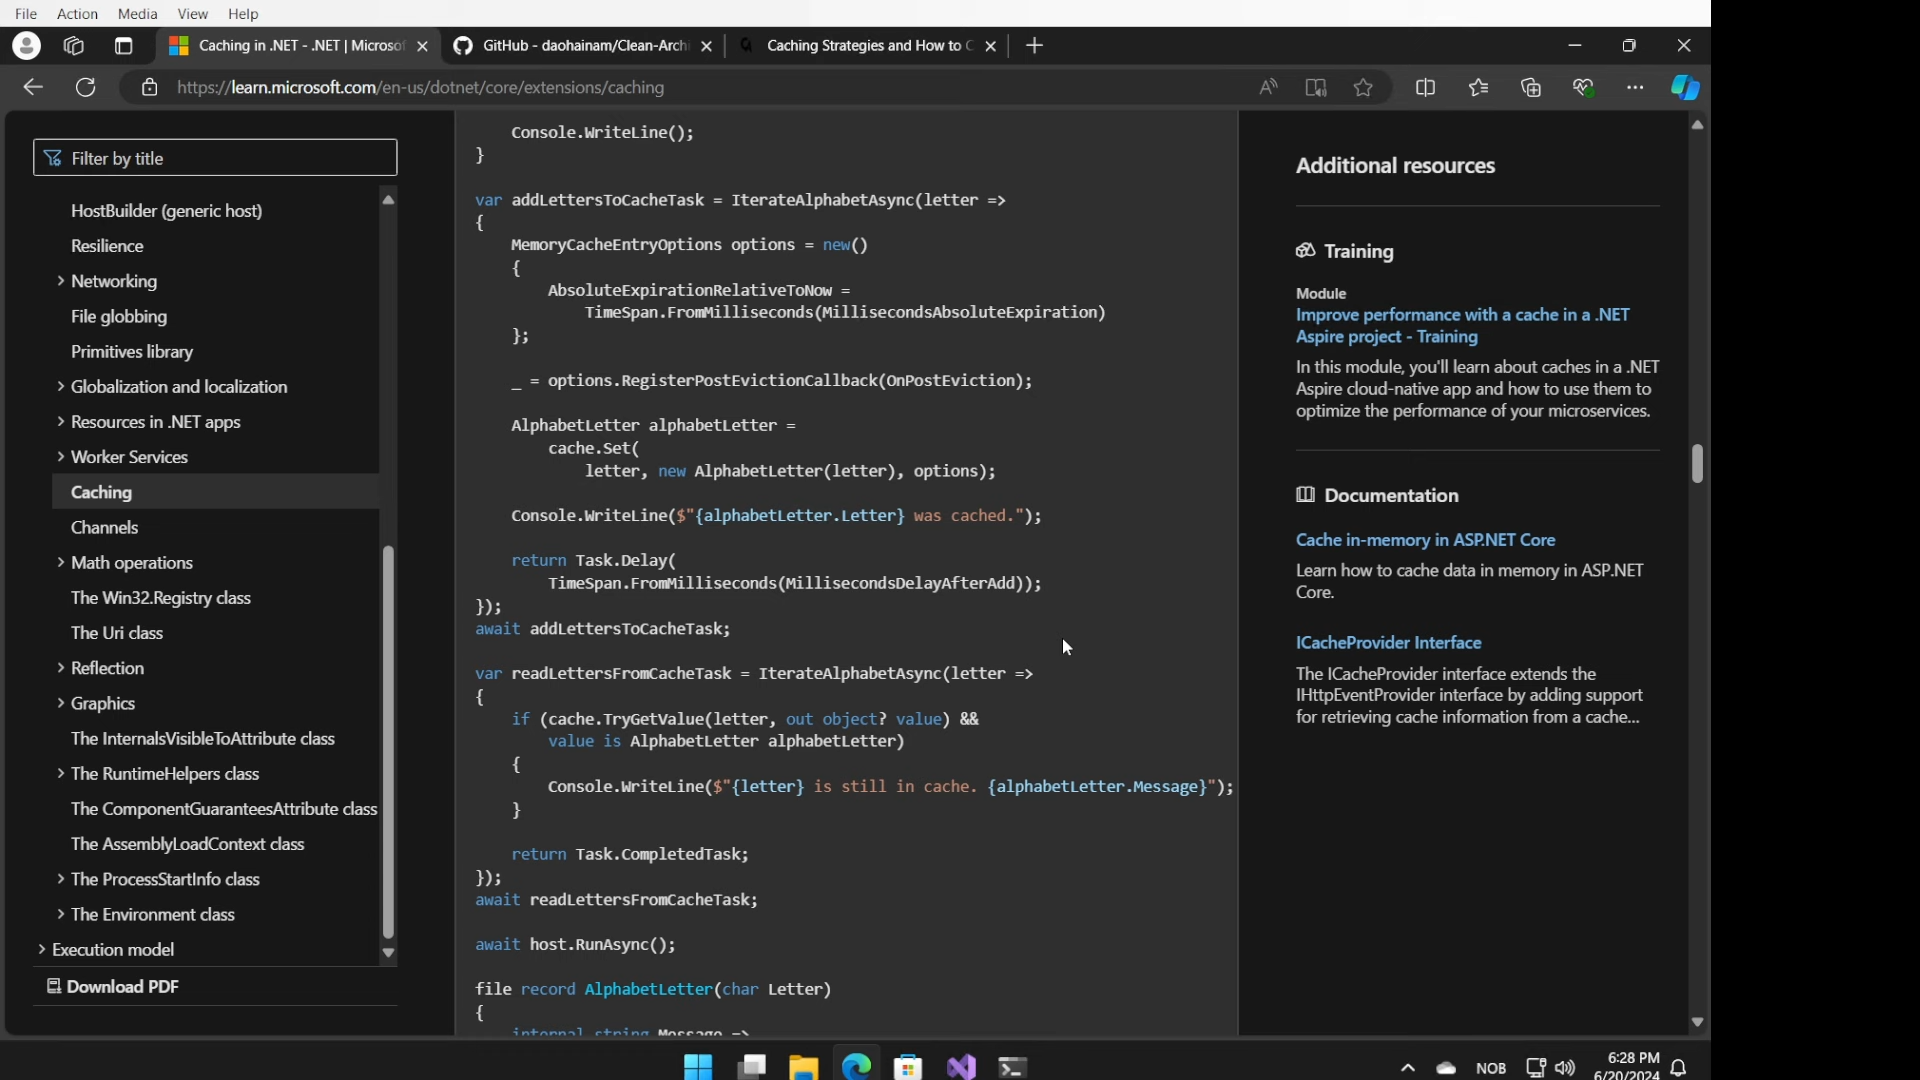 File Action Media View Help
Caching in .NET - .NET | Microsof
GitHub - daohainam/Clean-Archi
Caching Strategies and How to C
https://learn.microsoft.com/en-us/dotnet/core/extensions/caching
Filter by title
HostBuilder (generic host)
Resilience
Networking
File globbing
Primitives library
Globalization and localization
Resources in .NET apps
Worker Services
Caching
Channels
Math operations
The Win32.Registry class
The Uri class
Reflection
Graphics
The InternalsVisibleToAttribute class
The RuntimeHelpers class
The ComponentGuaranteesAttribute class
The AssemblyLoadContext class
The ProcessStartInfo class
The Environment class
Execution model
Download PDF
Console.WriteLine();
}
var addLettersToCacheTask = IterateAlphabetAsync(letter =>
{
MemoryCacheEntryOptions options = new()
{
AbsoluteExpirationRelativeToNow =
TimeSpan.FromMilliseconds(MillisecondsAbsoluteExpiration)
};
_ = options.RegisterPostEvictionCallback(OnPostEviction);
AlphabetLetter alphabetLetter =
cache.Set(
letter, new AlphabetLetter(letter), options);
Console.WriteLine($"{alphabetLetter.Letter} was cached.");
return Task.Delay(
TimeSpan.FromMilliseconds(MillisecondsDelayAfterAdd));
});
await addLettersToCacheTask;
var readLettersFromCacheTask = IterateAlphabetAsync(letter =>
{
if (cache.TryGetValue(letter, out object? value) &&
value is AlphabetLetter alphabetLetter)
{
Console.WriteLine($"{letter} is still in cache. {alphabetLetter.Message}");
}
return Task.CompletedTask;
});
await readLettersFromCacheTask;
await host.RunAsync();
file record AlphabetLetter(char Letter)
{
internal string Message =>
Additional resources
Training
Module
Improve performance with a cache in a .NET
Aspire project - Training
In this module, you'll learn about caches in a .NET
Aspire cloud-native app and how to use them to
optimize the performance of your microservices.
Documentation
Cache in-memory in ASP.NET Core
Learn how to cache data in memory in ASP.NET
Core.
ICacheProvider Interface
The ICacheProvider interface extends the
IHttpEventProvider interface by adding support
for retrieving cache information from a cache...
NOB
6:28 PM
6/20/2024